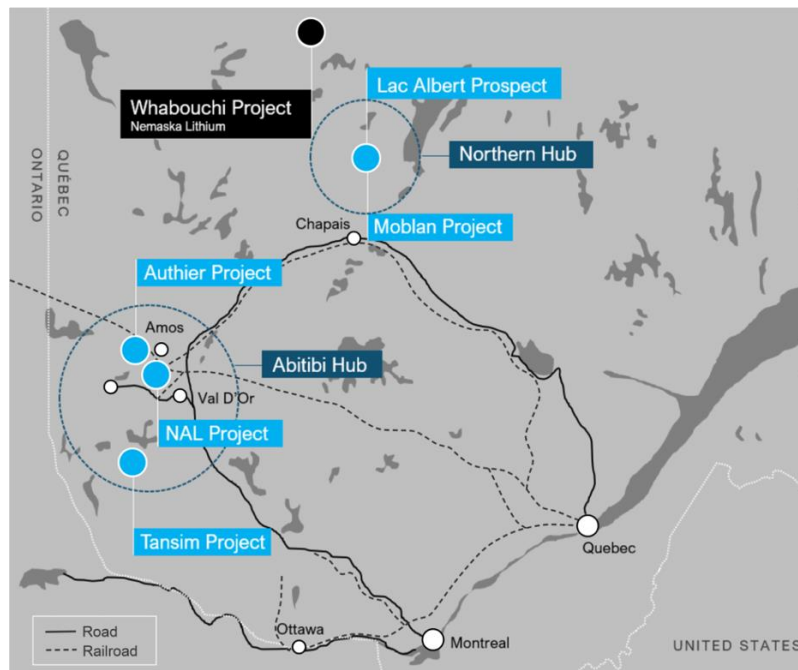 Lac Albert Prospect
Whabouchi Project
Nemaska Lithium
Northern Hub
QUÉBEC
ONTARIO
Chapais
Moblan Project
Authier Project
Amos
Abitibi Hub
Val D'Or
NAL Project
Tansim Project
Quebec
Road
Railroad
Ottawa
Montreal
UNITED STATES